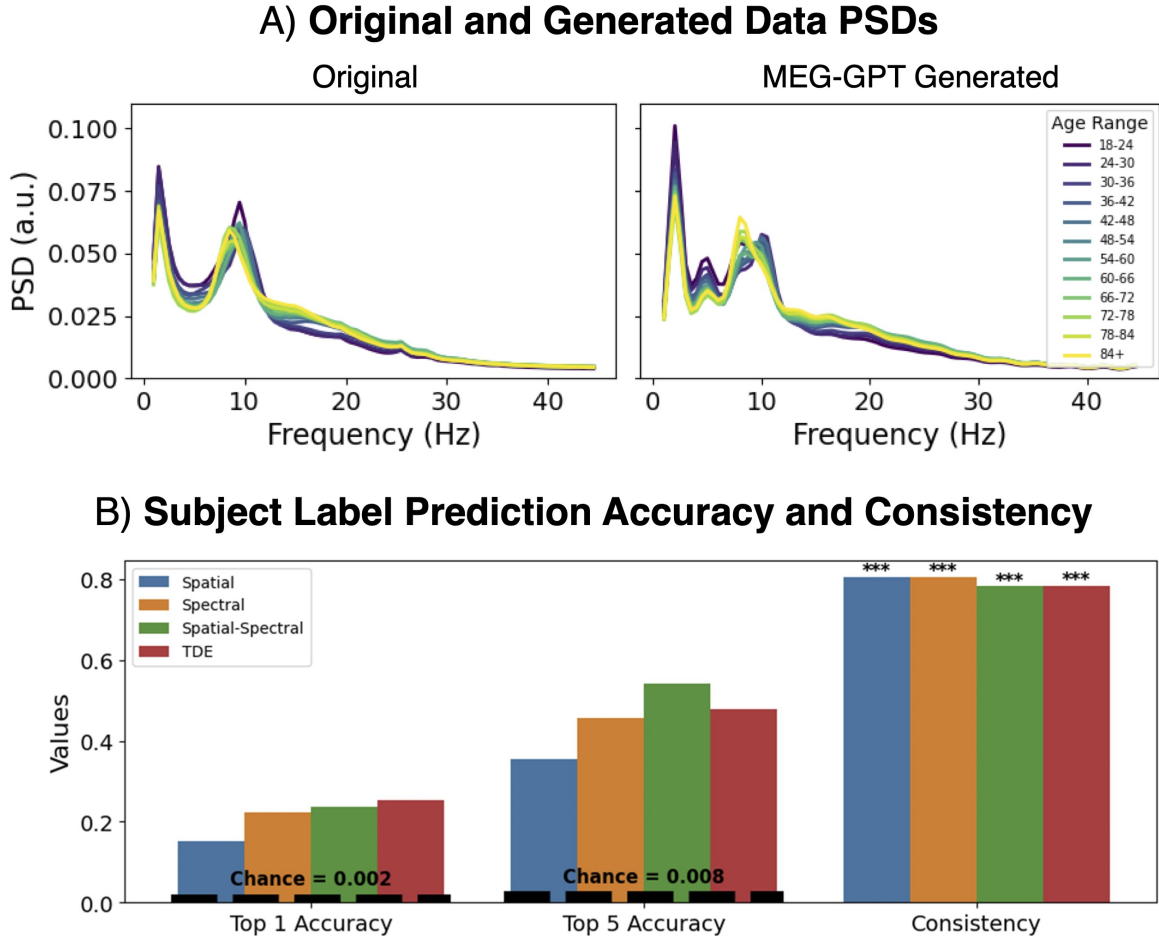 A) Original and Generated Data PSDs
Original
MEG-GPT Generated
PSD (a.u.)
0.100
0.075
0.050
0.025
0.000
0 10 20 30 40
Frequency (Hz)
0 10 20 30 40
Frequency (Hz)
Age Range
18-24
24-30
30-36
36-42
42-48
48-54
54-60
60-66
66-72
72-78
78-84
84+
B) Subject Label Prediction Accuracy and Consistency
Values
0.8
0.6
0.4
0.2
0.0
Spatial
Spectral
Spatial-Spectral
TDE
*** *** *** ***
Chance = 0.002
Chance = 0.008
Top 1 Accuracy
Top 5 Accuracy
Consistency